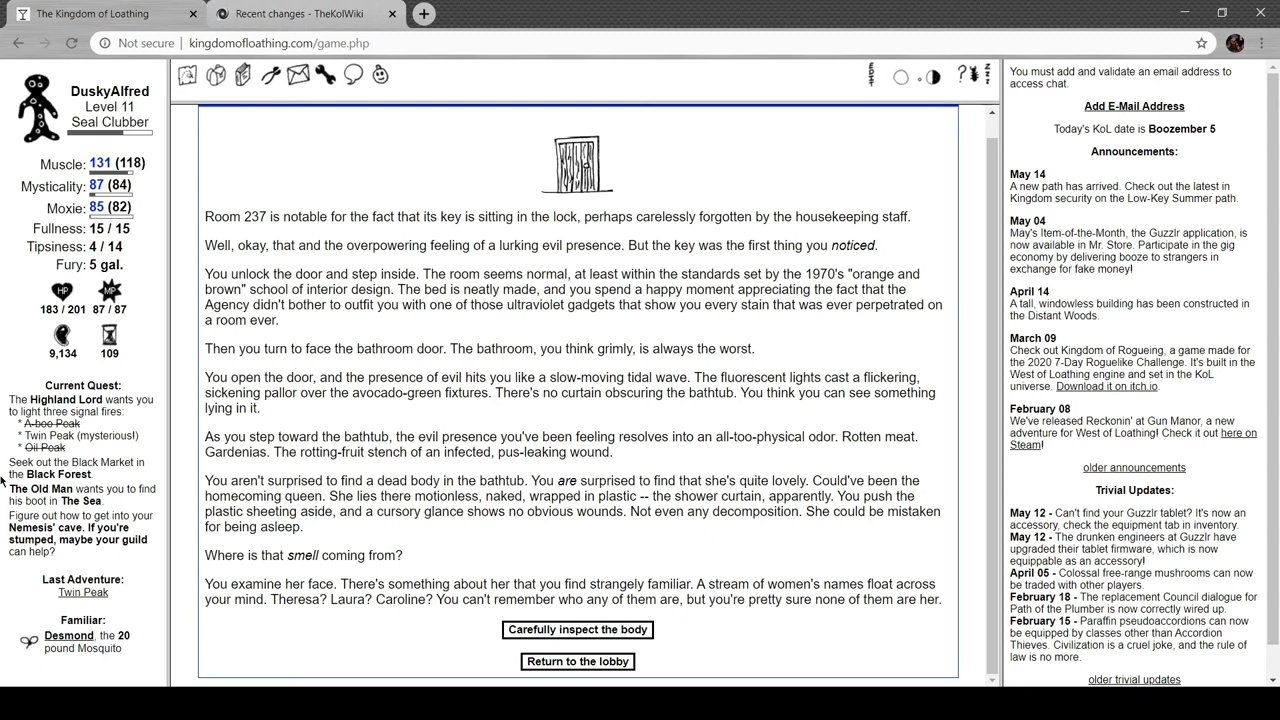 The Kingdom of Loathing
Recent changes - TheKolWiki
Not secure | kingdomofloathing.com/game.php
DuskyAlfred
Level 11
Seal Clubber
Muscle: 131 (118)
Mysticality: 87 (84)
Moxie: 85 (82)
Fullness: 15 / 15
Tipsiness: 4 / 14
Fury: 5 gal.
HP
MP
183 / 201 87 / 87
9,134 109
Current Quest:
The Highland Lord wants you
to light three signal fires:
* A-boo Peak
* Twin Peak (mysterious!)
* Oil Peak
Seek out the Black Market in
the Black Forest.
The Old Man wants you to find
his boot in The Sea.
Figure out how to get into your
Nemesis' cave. If you're
stumped, maybe your guild
can help?
Last Adventure:
Twin Peak
Familiar:
Desmond, the 20
pound Mosquito
Room 237 is notable for the fact that its key is sitting in the lock, perhaps carelessly forgotten by the housekeeping staff.
Well, okay, that and the overpowering feeling of a lurking evil presence. But the key was the first thing you noticed.
You unlock the door and step inside. The room seems normal, at least within the standards set by the 1970's "orange and
brown" school of interior design. The bed is neatly made, and you spend a happy moment appreciating the fact that the
Agency didn't bother to outfit you with one of those ultraviolet gadgets that show you every stain that was ever perpetrated on
a room ever.
Then you turn to face the bathroom door. The bathroom, you think grimly, is always the worst.
You open the door, and the presence of evil hits you like a slow-moving tidal wave. The fluorescent lights cast a flickering,
sickening pallor over the avocado-green fixtures. There's no curtain obscuring the bathtub. You think you can see something
lying in it.
As you step toward the bathtub, the evil presence you've been feeling resolves into an all-too-physical odor. Rotten meat.
Gardenias. The rotting-fruit stench of an infected, pus-leaking wound.
You aren't surprised to find a dead body in the bathtub. You are surprised to find that she's quite lovely. Could've been the
homecoming queen. She lies there motionless, naked, wrapped in plastic -- the shower curtain, apparently. You push the
plastic sheeting aside, and a cursory glance shows no obvious wounds. Not even any decomposition. She could be mistaken
for being asleep.
Where is that smell coming from?
You examine her face. There's something about her that you find strangely familiar. A stream of women's names float across
your mind. Theresa? Laura? Caroline? You can't remember who any of them are, but you're pretty sure none of them are her.
Carefully inspect the body
Return to the lobby
You must add and validate an email address to
access chat.
Add E-Mail Address
Today's KoL date is Boozember 5
Announcements:
May 14
A new path has arrived. Check out the latest in
Kingdom security on the Low-Key Summer path.
May 04
May's Item-of-the-Month, the Guzzlr application, is
now available in Mr. Store. Participate in the gig
economy by delivering booze to strangers in
exchange for fake money!
April 14
A tall, windowless building has been constructed in
the Distant Woods.
March 09
Check out Kingdom of Rogueing, a game made for
the 2020 7-Day Roguelike Challenge. It's built in the
West of Loathing engine and set in the KoL
universe. Download it on itch.io.
February 08
We've released Reckonin' at Gun Manor, a new
adventure for West of Loathing! Check it out here on
Steam!
older announcements
Trivial Updates:
May 12 - Can't find your Guzzlr tablet? It's now an
accessory, check the equipment tab in inventory.
May 12 - The drunken engineers at Guzzlr have
upgraded their tablet firmware, which is now
equippable as an accessory!
April 05 - Colossal free-range mushrooms can now
be traded with other players.
February 18 - The replacement Council dialogue for
Path of the Plumber is now correctly wired up.
February 15 - Paraffin pseudoaccordions can now
be equipped by classes other than Accordion
Thieves. Civilization is a cruel joke, and the rule of
law is no more.
older trivial updates